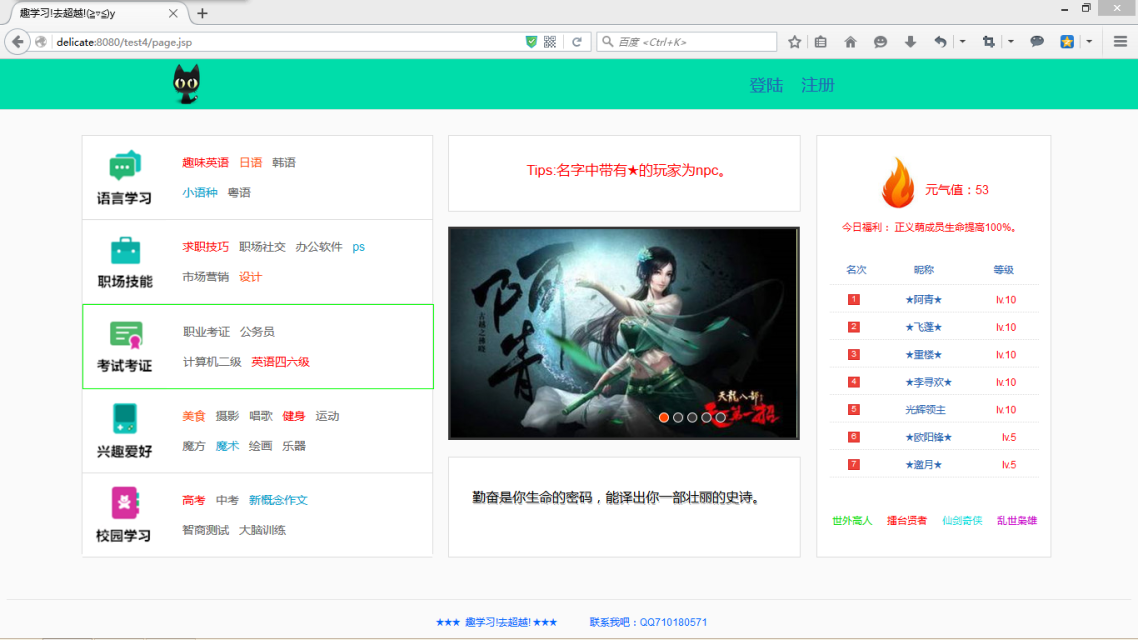 趣学习!去超越!(≧▽≦)y
delicate:8080/test4/page.jsp
百度 <Ctrl+K>
登陆 注册
语言学习
趣味英语 日语 韩语
小语种 粤语
职场技能
求职技巧 职场社交 办公软件 ps
市场营销 设计
考试考证
职业考证 公务员
计算机二级 英语四六级
兴趣爱好
美食 摄影 唱歌 健身 运动
魔方 魔术 绘画 乐器
校园学习
高考 中考 新概念作文
智商测试 大脑训练
Tips:名字中带有★的玩家为npc。
阿青
天龙八部
勤奋是你生命的密码，能译出你一部壮丽的史诗。
元气值：53
今日福利： 正义萌成员生命提高100%。
名次 昵称 等级
1 ★阿青★ lv.10
2 ★飞蓬★ lv.10
3 ★重楼★ lv.10
4 ★李寻欢★ lv.10
5 光辉领主 lv.10
6 ★欧阳锋★ lv.5
7 ★邀月★ lv.5
世外高人 擂台贤者 仙剑奇侠 乱世枭雄
★★★ 趣学习!去超越! ★★★ 联系我吧：QQ710180571